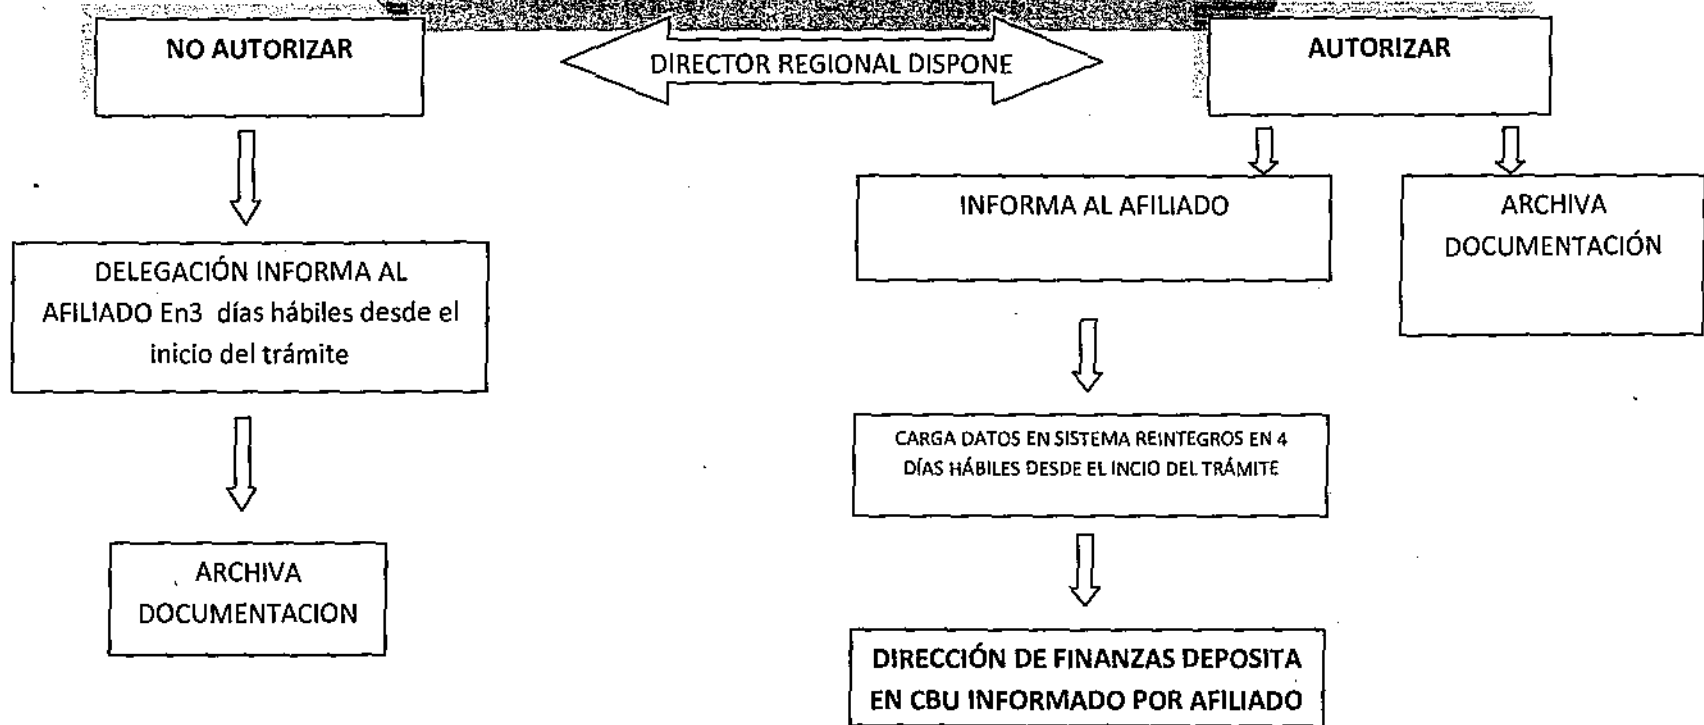 NO AUTORIZAR
DIRECTOR REGIONAL DISPONE
AUTORIZAR
DELEGACIÓN INFORMA AL
AFILIADO En3 días hábiles desde el
inicio del trámite
ARCHIVA
DOCUMENTACION
INFORMA AL AFILIADO
ARCHIVA
DOCUMENTACIÓN
CARGA DATOS EN SISTEMA REINTEGROS EN 4
DÍAS HÁBILES DESDE EL INCIO DEL TRÁMITE
DIRECCIÓN DE FINANZAS DEPOSITA
EN CBU INFORMADO POR AFILIADO